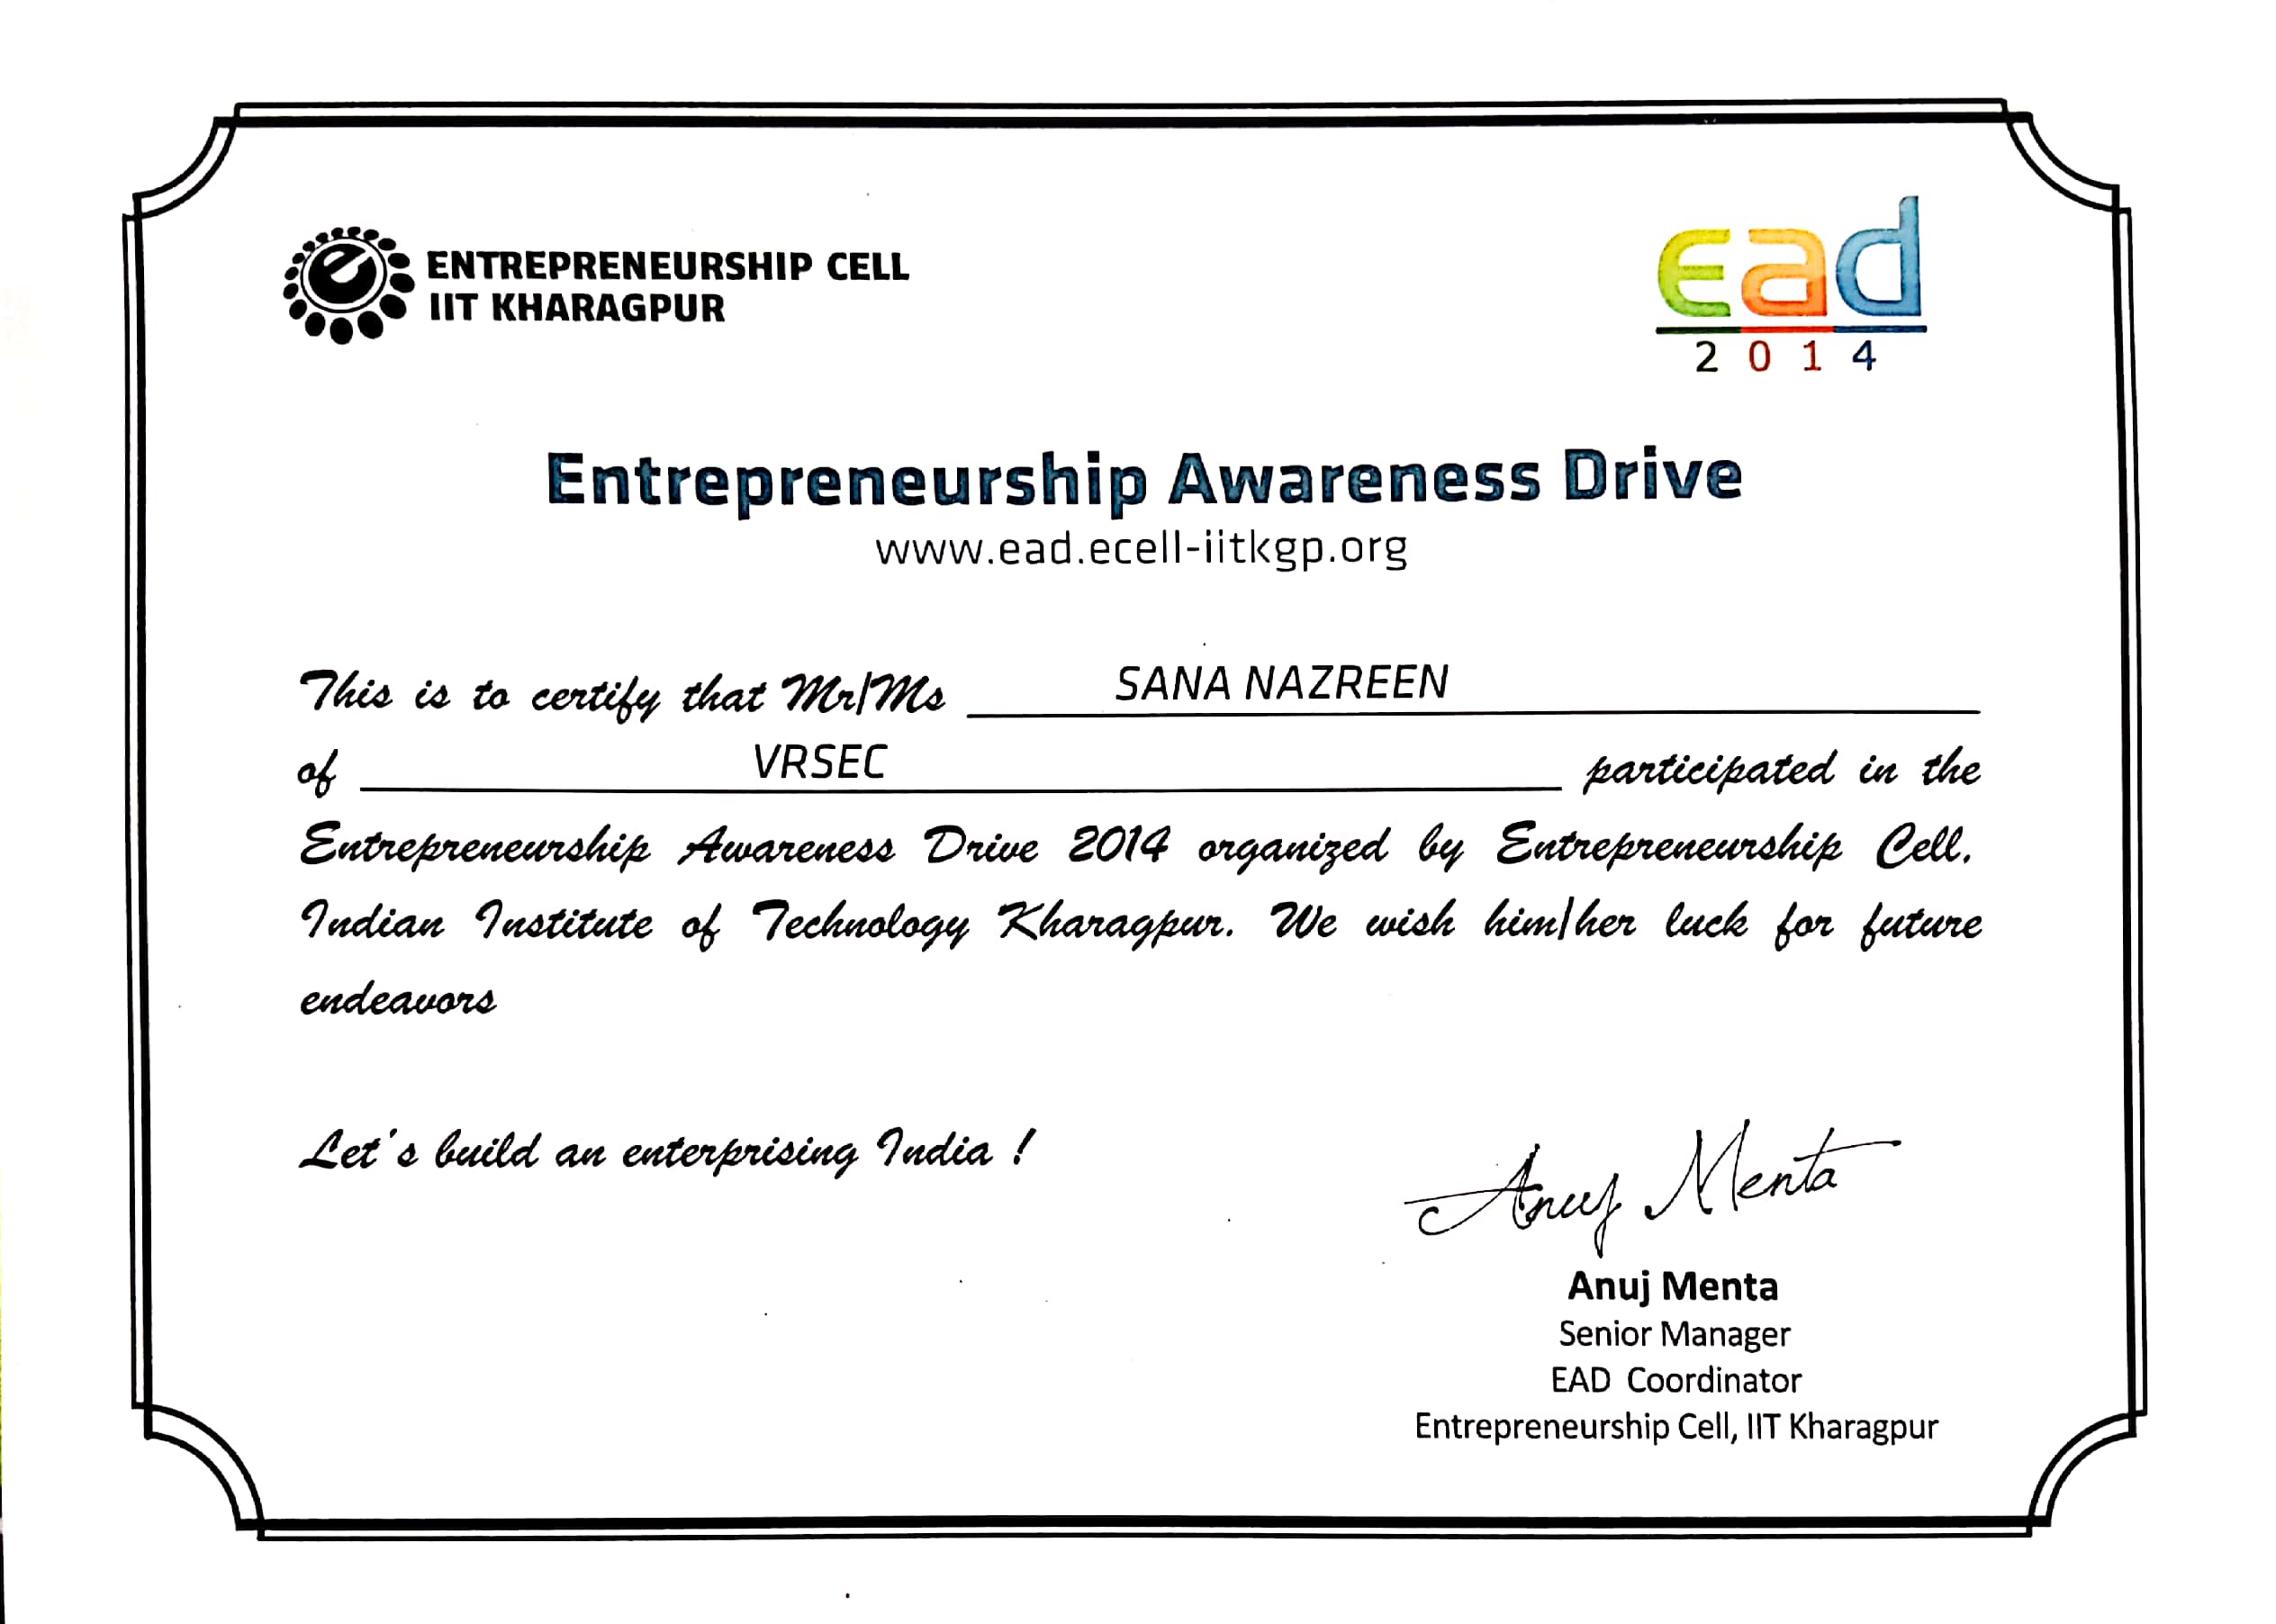 ENTREPRENEURSHIP CELL
IIT KHARAGPUR
ead
2014
Entrepreneurship Awareness Drive
www.ead.ecell-iitkgp.org
This is to certify that Mr/Ms SANA NAZREEN
of VRSEC participated in the
Entrepreneurship Awareness Drive 2014 organized by Entrepreneurship Cell,
Indian Institute of Technology Kharagpur. We wish him/her luck for future
endeavors
Let's build an enterprising India !
Anuj Menta
Anuj Menta
Senior Manager
EAD Coordinator
Entrepreneurship Cell, IIT Kharagpur